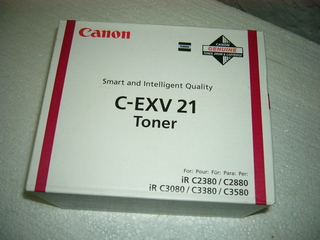 Canon
CANON
GENUINE
Smart and Intelligent Quality
C-EXV 21
Toner
For: Pour: Für: Para: Per:
iR C2380 / C2880
iR C3080 / C3380 / C3580